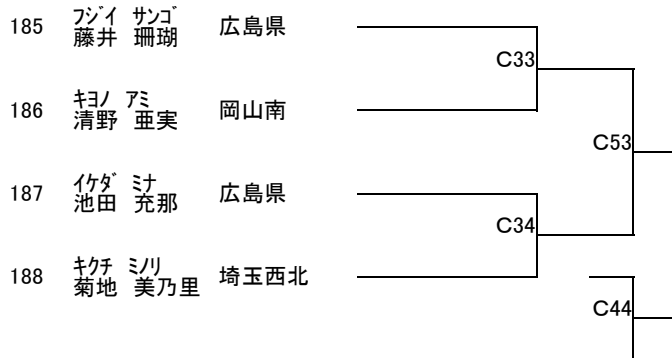 185 ﾌｼﾞｲ ｻﾝｺﾞ
藤井 珊瑚 広島県
C33
186 ｷﾖﾉ ｱﾐ
清野 亜実 岡山南
C53
187 ｲｹﾀﾞ ﾐﾅ
池田 充那 広島県
C34
188 ｷｸﾁ ﾐﾉﾘ
菊地 美乃里 埼玉西北
C44